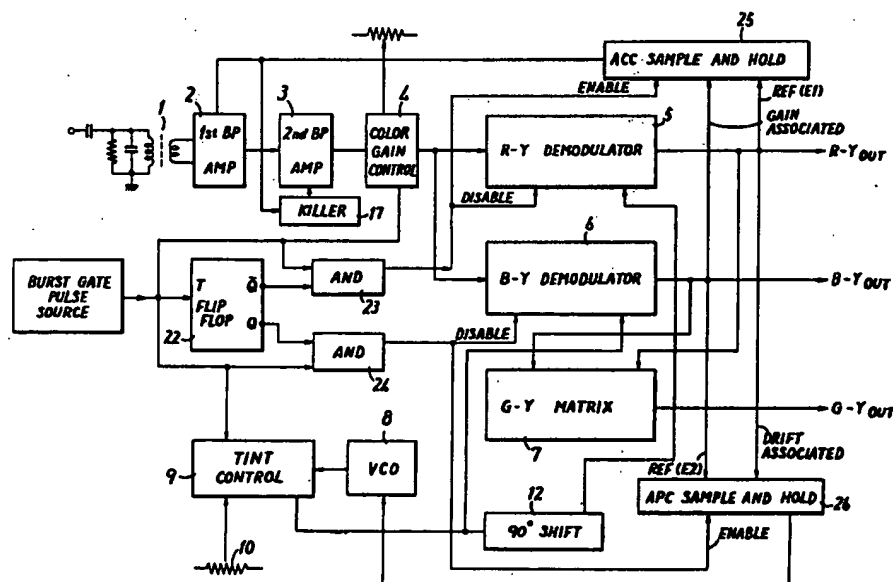 25
ACC SAMPLE AND HOLD
1
2
1st BP
AMP
3
2nd BP
AMP
4
COLOR
GAIN
CONTROL
ENABLE
REF (E1)
GAIN
ASSOCIATED
5
R-Y DEMODULATOR
R-Y OUT
KILLER
17
DISABLE
6
B-Y DEMODULATOR
B-Y OUT
BURST GATE
PULSE
SOURCE
T
Q̄
FLIP
FLOP
Q
22
AND
23
AND
24
DISABLE
G-Y MATRIX
7
G-Y OUT
8
VCO
9
TINT
CONTROL
10
12
90° SHIFT
REF (E2)
DRIFT
ASSOCIATED
APC SAMPLE AND HOLD
26
ENABLE